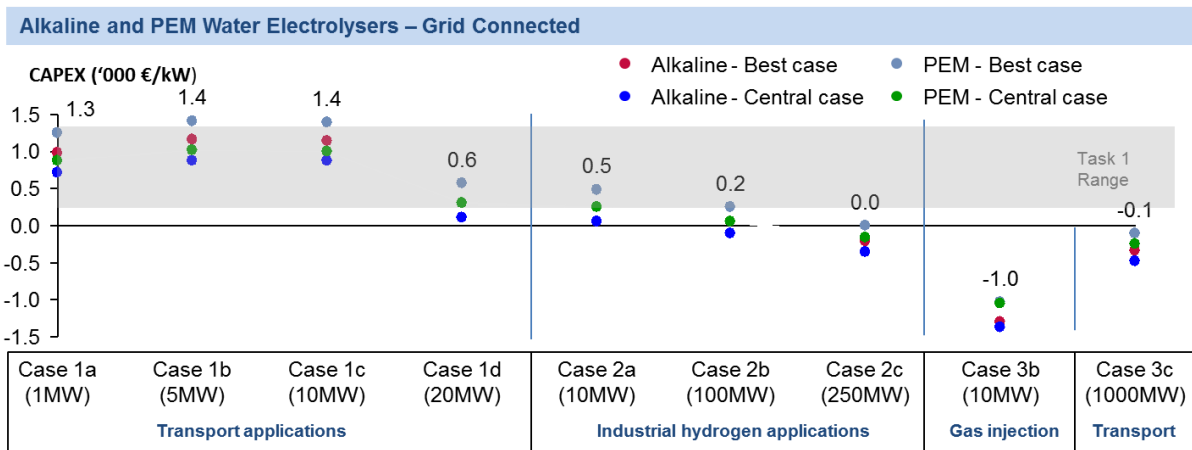 Alkaline and PEM Water Electrolysers – Grid Connected
CAPEX (‘000 €/kW)
Alkaline - Best case
PEM - Best case
Alkaline - Central case
PEM - Central case
1.5
1.0
0.5
0.0
-0.5
-1.0
-1.5
1.3
1.4
1.4
0.6
0.5
0.2
0.0
-1.0
-0.1
Task 1
Range
Case 1a
(1MW)
Case 1b
(5MW)
Case 1c
(10MW)
Case 1d
(20MW)
Case 2a
(10MW)
Case 2b
(100MW)
Case 2c
(250MW)
Case 3b
(10MW)
Case 3c
(1000MW)
Transport applications
Industrial hydrogen applications
Gas injection
Transport